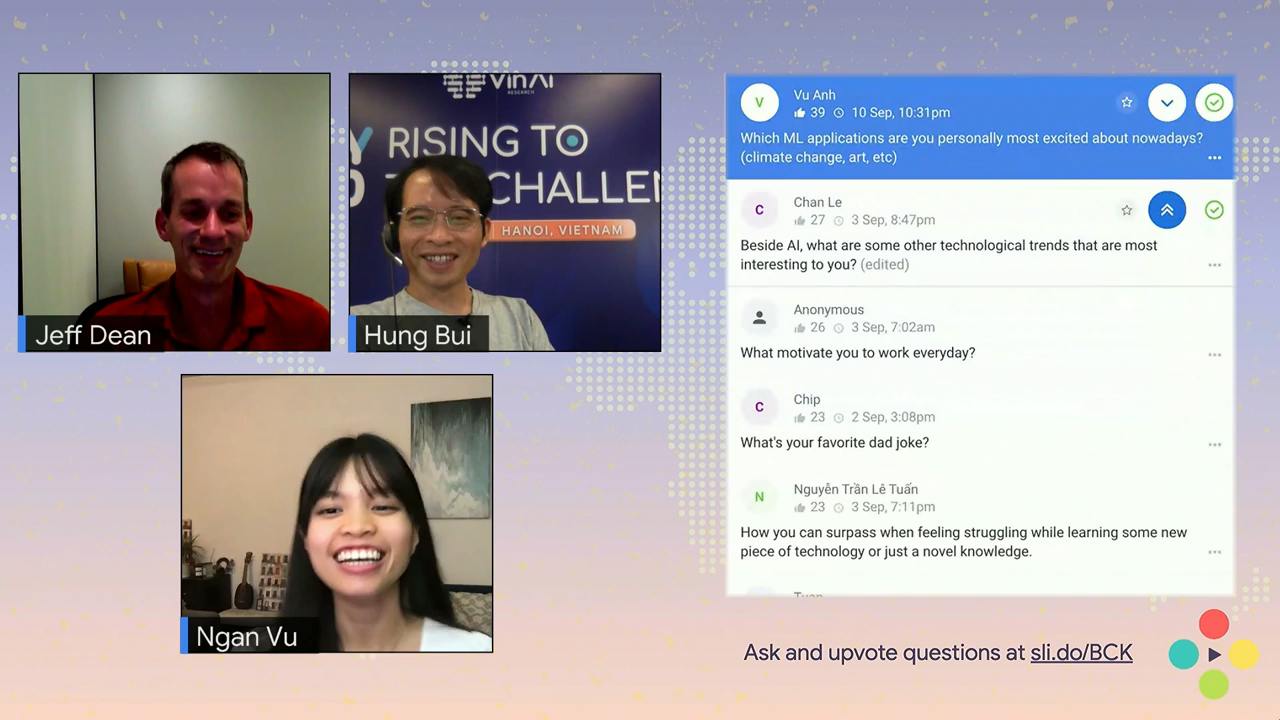 VinAI
RESEARCH
RISING TO
CHALLEN
HANOI, VIETNAM
Jeff Dean
Hung Bui
Ngan Vu
V
Vu Anh
39 10 Sep, 10:31pm
Which ML applications are you personally most excited about nowadays?
(climate change, art, etc)
C
Chan Le
27 3 Sep, 8:47pm
Beside AI, what are some other technological trends that are most
interesting to you? (edited)
Anonymous
26 3 Sep, 7:02am
What motivate you to work everyday?
C
Chip
23 2 Sep, 3:08pm
What's your favorite dad joke?
N
Nguyễn Trần Lê Tuấn
23 3 Sep, 7:11pm
How you can surpass when feeling struggling while learning some new
piece of technology or just a novel knowledge.
Ask and upvote questions at sli.do/BCK